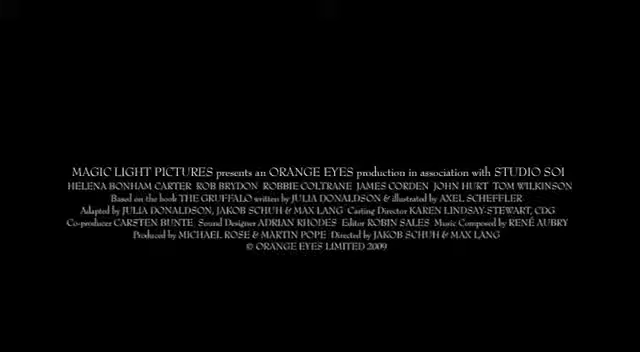 MAGIC LIGHT PICTURES presents an ORANGE EYES production in association with STUDIO SOI
HELENA BONHAM CARTER ROB BRYDON ROBBIE COLTRANE JAMES CORDEN JOHN HURT TOM WILKINSON
Based on the book THE GRUFFALO written by JULIA DONALDSON & illustrated by AXEL SCHEFFLER
Adapted by JULIA DONALDSON, JAKOB SCHUH & MAX LANG Casting Director KAREN LINDSAY-STEWART, CDG
Co-producer CARSTEN BUNTE Sound Designer ADRIAN RHODES Editor ROBIN SALES Music Composed by RENÉ AUBRY
Produced by MICHAEL ROSE & MARTIN POPE Directed by JAKOB SCHUH & MAX LANG
© ORANGE EYES LIMITED 2009